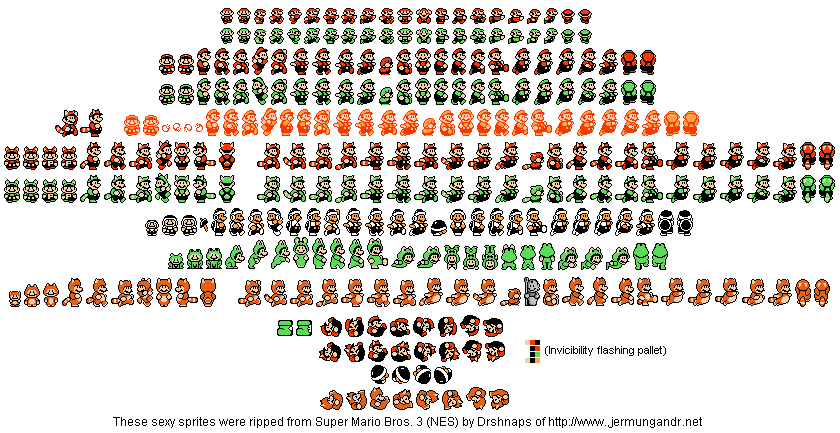 (Invicibility flashing pallet)
These sexy sprites were ripped from Super Mario Bros. 3 (NES) by Drshnaps of http://www.jermungandr.net